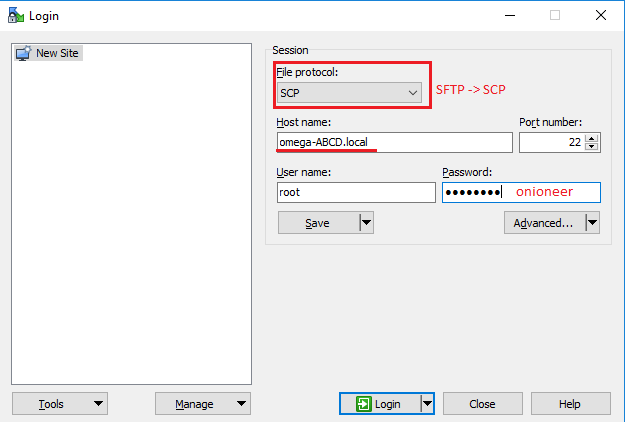 Login
New Site
Session
File protocol:
SCP
SFTP -> SCP
Host name:
Port number:
omega-ABCD.local
22
User name:
Password:
root
●●●●●●●● onioneer
Save
Advanced...
Tools
Manage
Login
Close
Help